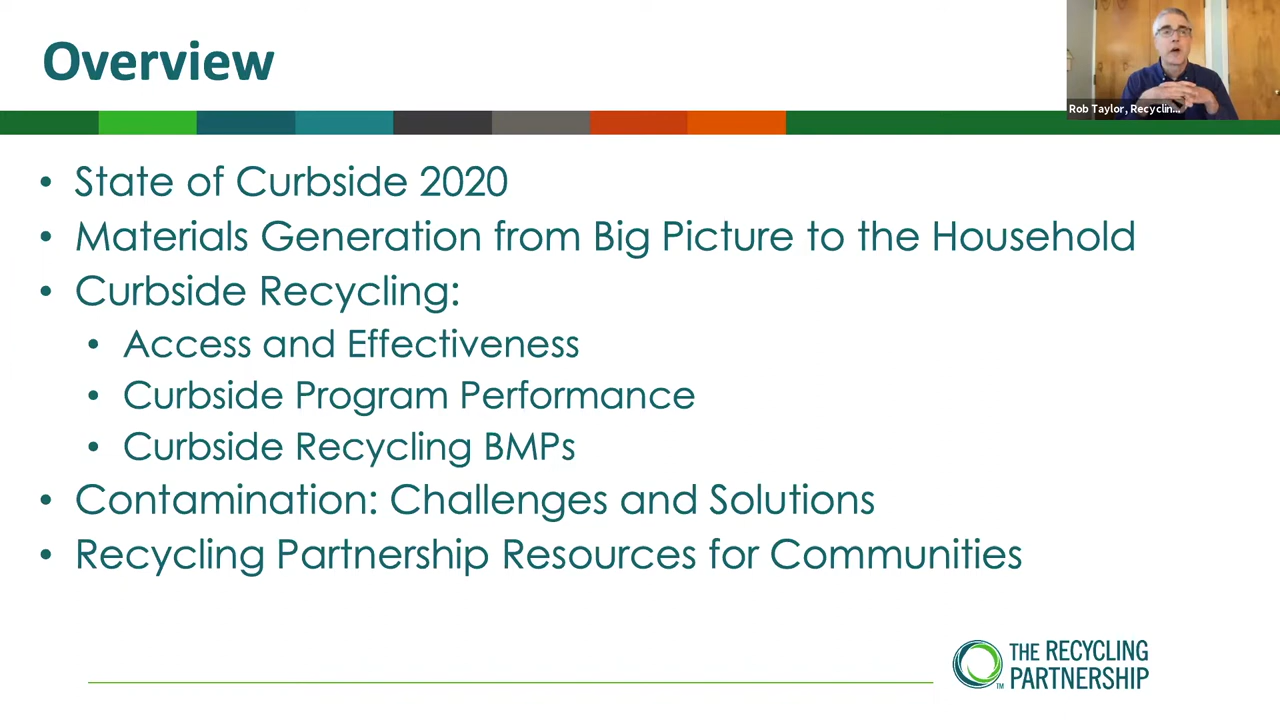 Overview
Rob Taylor, Recyclin...
• State of Curbside 2020
• Materials Generation from Big Picture to the Household
• Curbside Recycling:
• Access and Effectiveness
• Curbside Program Performance
• Curbside Recycling BMPs
• Contamination: Challenges and Solutions
• Recycling Partnership Resources for Communities
THE RECYCLING
PARTNERSHIP
TM